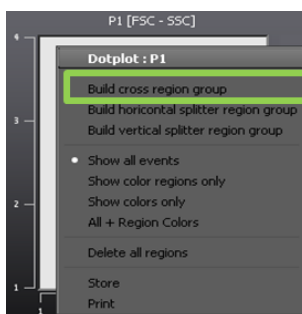 P1 [FSC - SSC]
4
Dotplot : P1
Build cross region group
Build horicontal splitter region group
3
Build vertical splitter region group
Show all events
Show color regions only
2
Show colors only
All + Region Colors
Delete all regions
1
Store
1
Print